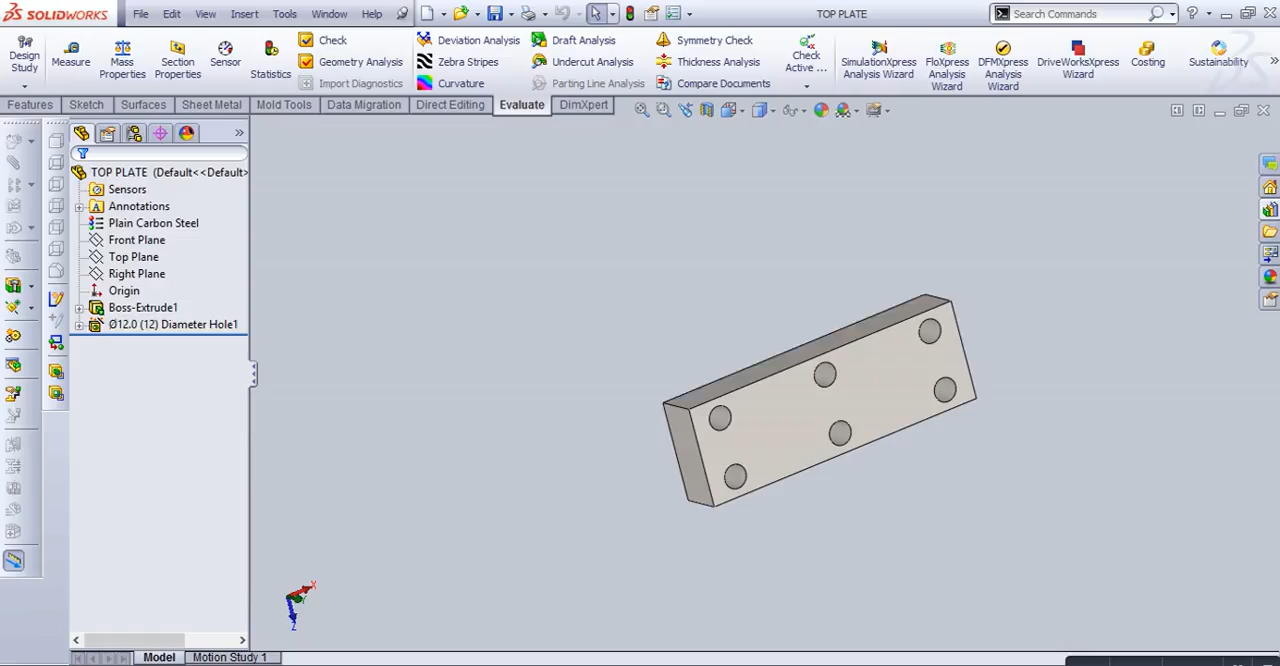 SOLIDWORKS File Edit View Insert Tools Window Help TOP PLATE Search Commands
Design Study
Measure
Mass Properties
Section Properties
Sensor
Statistics
Check
Geometry Analysis
Import Diagnostics
Deviation Analysis
Zebra Stripes
Curvature
Draft Analysis
Undercut Analysis
Parting Line Analysis
Symmetry Check
Thickness Analysis
Compare Documents
Check Active ...
SimulationXpress Analysis Wizard
FloXpress Analysis Wizard
DFMXpress Analysis Wizard
DriveWorksXpress Wizard
Costing
Sustainability
Features Sketch Surfaces Sheet Metal Mold Tools Data Migration Direct Editing Evaluate DimXpert
TOP PLATE (Default<<Default>
Sensors
Annotations
Plain Carbon Steel
Front Plane
Top Plane
Right Plane
Origin
Boss-Extrude1
Ø12.0 (12) Diameter Hole1
X
Y
Z
Model Motion Study 1